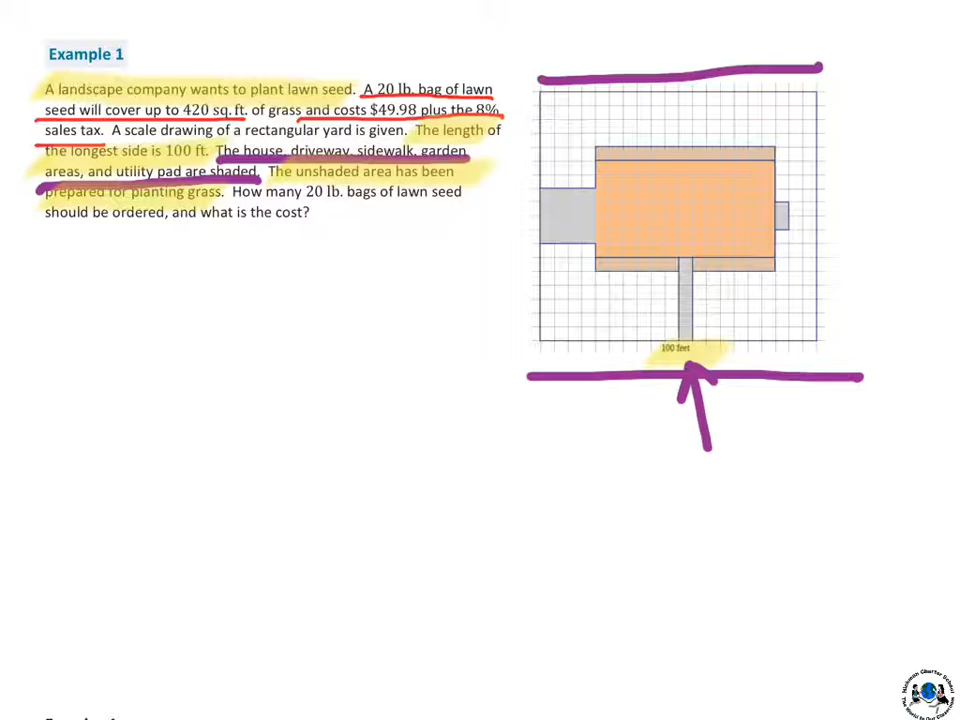 Example 1
A landscape company wants to plant lawn seed. A 20 lb. bag of lawn
seed will cover up to 420 sq. ft. of grass and costs $49.98 plus the 8%
sales tax. A scale drawing of a rectangular yard is given. The length of
the longest side is 100 ft. The house, driveway, sidewalk, garden
areas, and utility pad are shaded. The unshaded area has been
prepared for planting grass. How many 20 lb. bags of lawn seed
should be ordered, and what is the cost?
100 feet